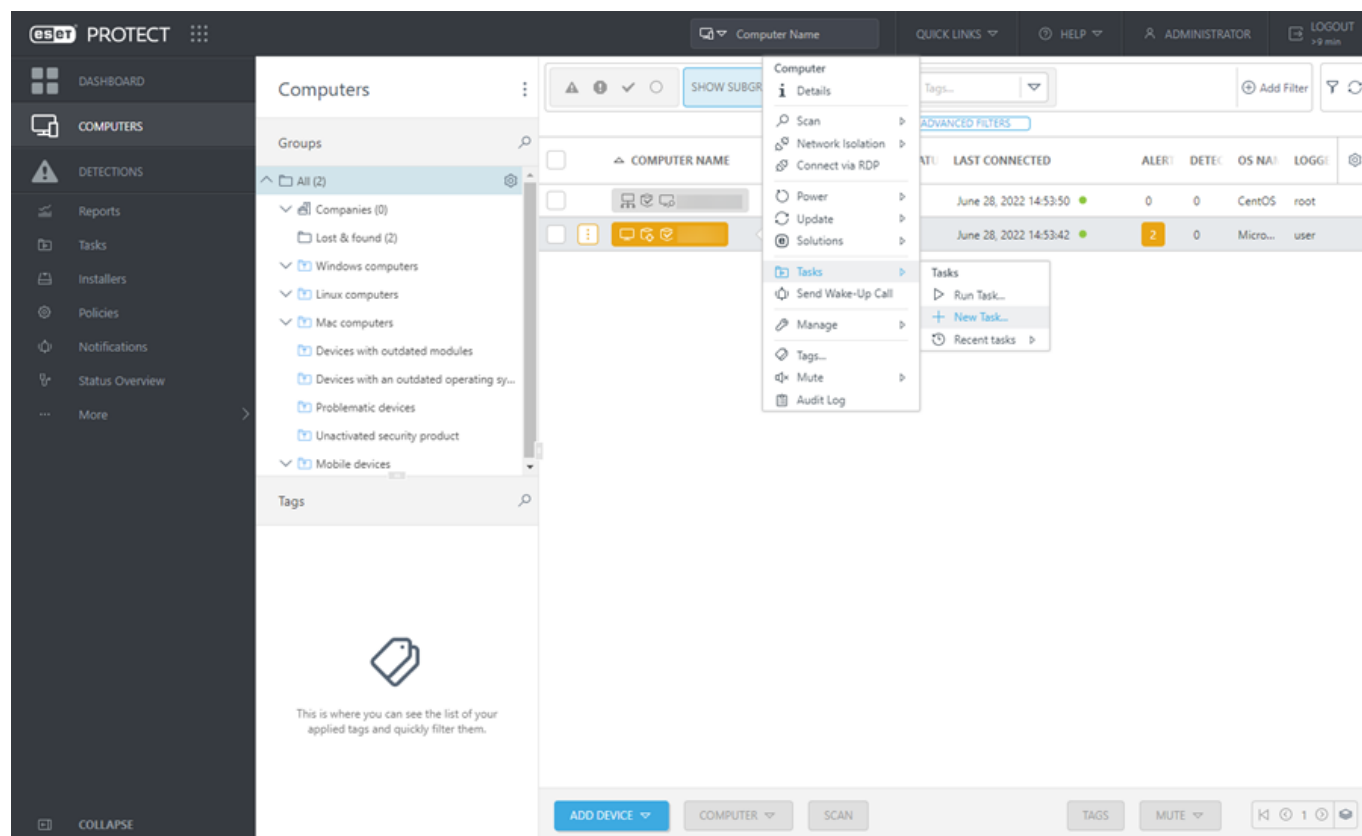 eset PROTECT
Computer Name
QUICK LINKS
HELP
ADMINISTRATOR
LOGOUT
>9 min
DASHBOARD
COMPUTERS
DETECTIONS
Reports
Tasks
Installers
Policies
Notifications
Status Overview
More
COLLAPSE
Computers
Groups
All (2)
Companies (0)
Lost & found (2)
Windows computers
Linux computers
Mac computers
Devices with outdated modules
Devices with an outdated operating sy...
Problematic devices
Unactivated security product
Mobile devices
Tags
This is where you can see the list of your
applied tags and quickly filter them.
SHOW SUBGR
Tags...
Add Filter
ADVANCED FILTERS
COMPUTER NAME
ATU
LAST CONNECTED
ALERT
DETEC
OS NAM
LOGGE
June 28, 2022 14:53:50
0
0
CentOS
root
June 28, 2022 14:53:42
2
0
Micro...
user
Computer
Details
Scan
Network Isolation
Connect via RDP
Power
Update
Solutions
Tasks
Send Wake-Up Call
Manage
Tags...
Mute
Audit Log
Tasks
Run Task...
New Task...
Recent tasks
ADD DEVICE
COMPUTER
SCAN
TAGS
MUTE
1